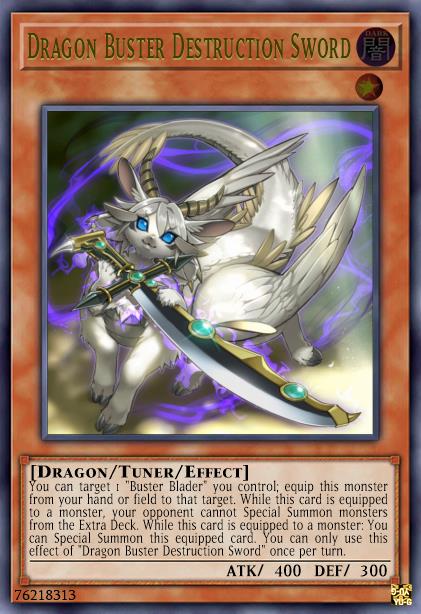 DRAGON BUSTER DESTRUCTION SWORD
DARK
闇
[DRAGON/TUNER/EFFECT]
You can target 1 "Buster Blader" you control; equip this monster
from your hand or field to that target. While this card is equipped
to a monster, your opponent cannot Special Summon monsters
from the Extra Deck. While this card is equipped to a monster: You
can Special Summon this equipped card. You can only use this
effect of "Dragon Buster Destruction Sword" once per turn.
ATK/ 400 DEF/ 300
76218313